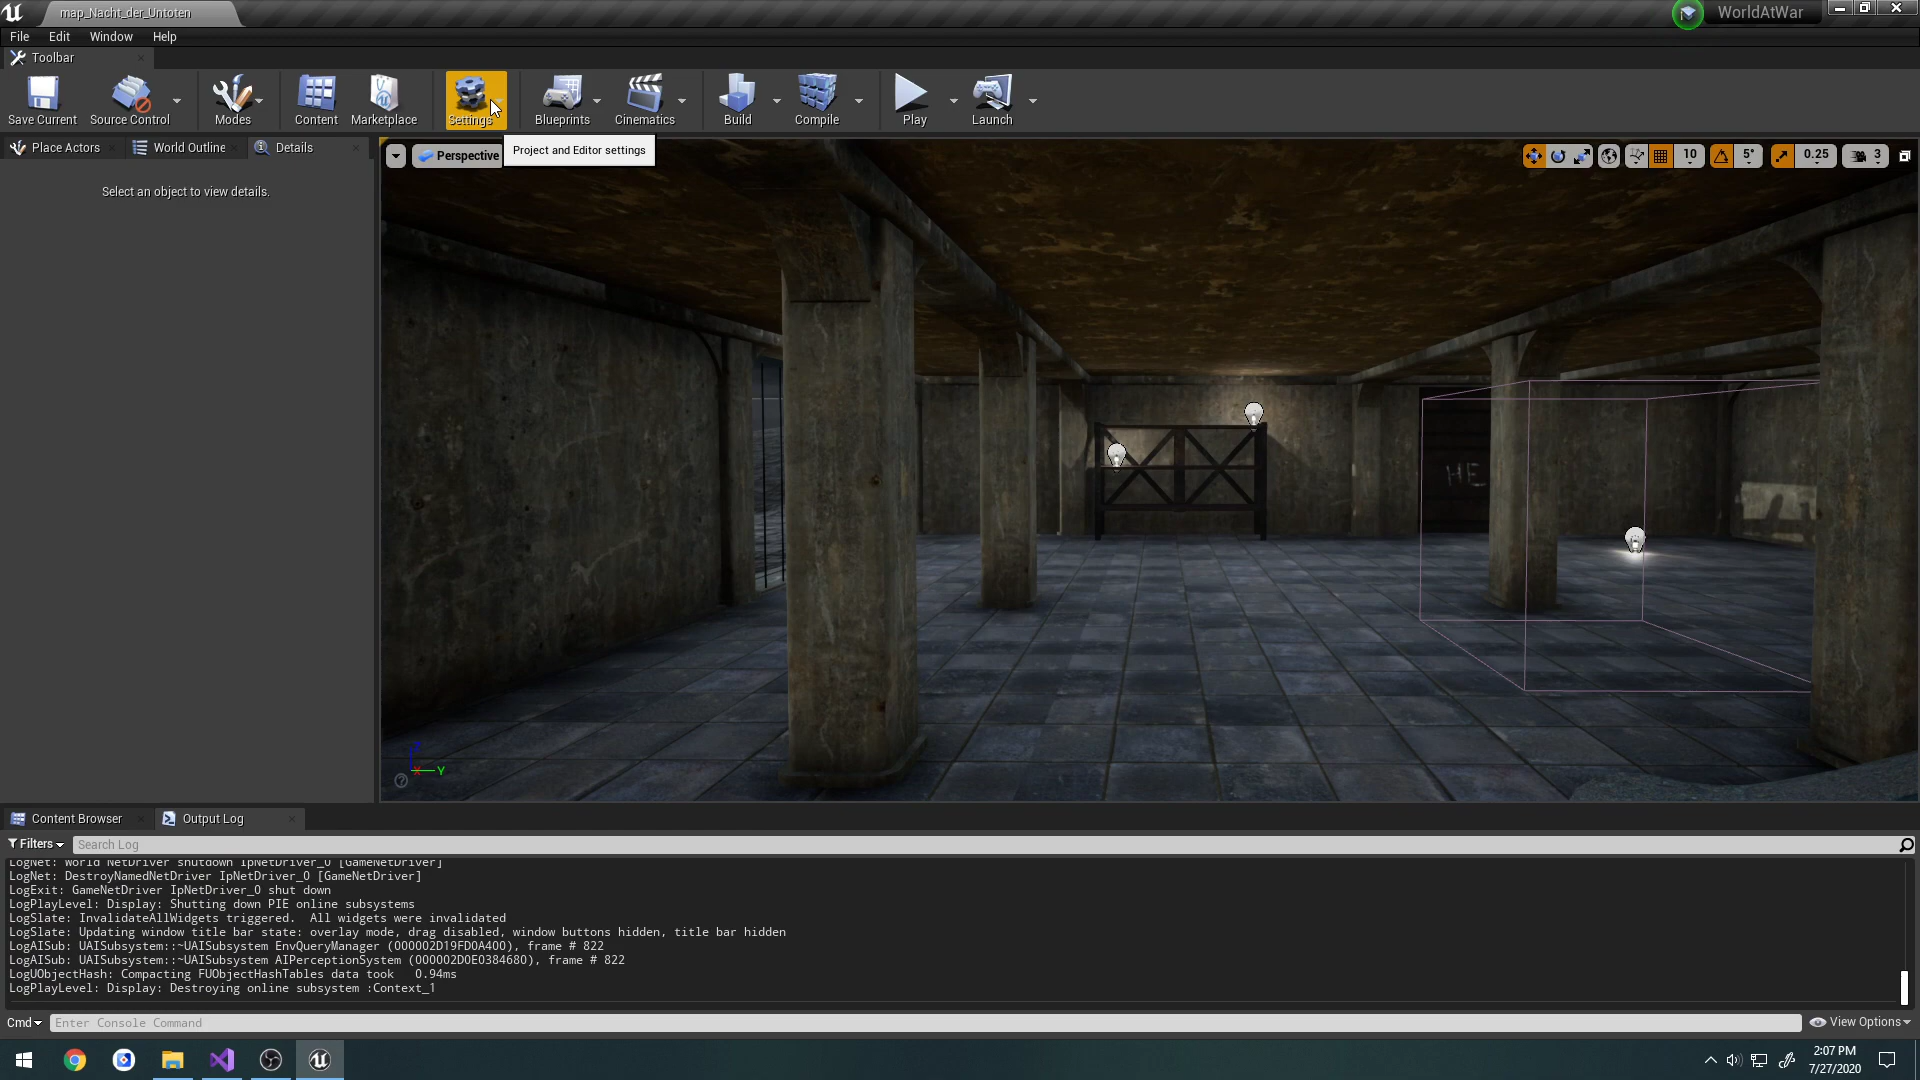 map_Nacht_der_Untoten
WorldAtWar
File Edit Window Help
Toolbar
Save Current
Source Control
Modes
Content
Marketplace
Settings
Blueprints
Cinematics
Build
Compile
Play
Launch
Place Actors
World Outline
Details
Perspective
Project and Editor settings
10
5°
0.25
3
Select an object to view details.
HE
Z
X
Y
Content Browser
Output Log
Filters
Search Log
LogNet: World NetDriver shutdown IpNetDriver_0 [GameNetDriver]
LogNet: DestroyNamedNetDriver IpNetDriver_0 [GameNetDriver]
LogExit: GameNetDriver IpNetDriver_0 shut down
LogPlayLevel: Display: Shutting down PIE online subsystems
LogSlate: InvalidateAllWidgets triggered.  All widgets were invalidated
LogSlate: Updating window title bar state: overlay mode, drag disabled, window buttons hidden, title bar hidden
LogAISub: UAISubsystem::~UAISubsystem EnvQueryManager (000002D19FD0A400), frame # 822
LogAISub: UAISubsystem::~UAISubsystem AIPerceptionSystem (000002D0E0384680), frame # 822
LogUObjectHash: Compacting FUObjectHashTables data took   0.94ms
LogPlayLevel: Display: Destroying online subsystem :Context_1
Cmd
Enter Console Command
View Options
2:07 PM
7/27/2020